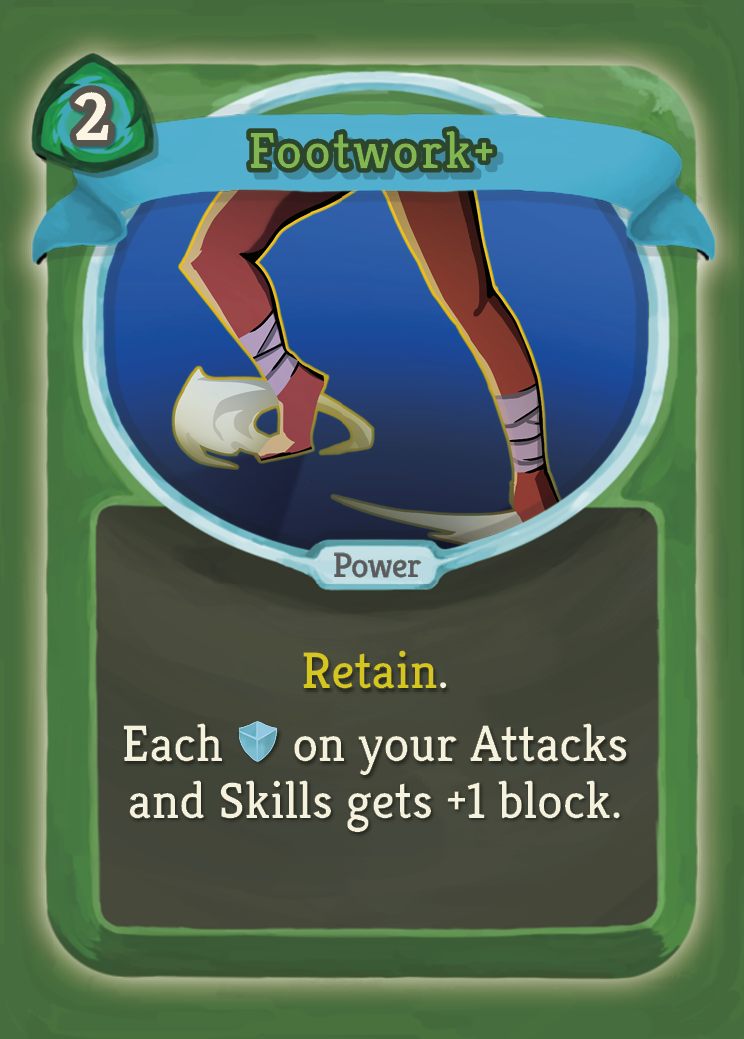 2
Footwork+
Power
Retain.
Each on your Attacks
and Skills gets +1 block.